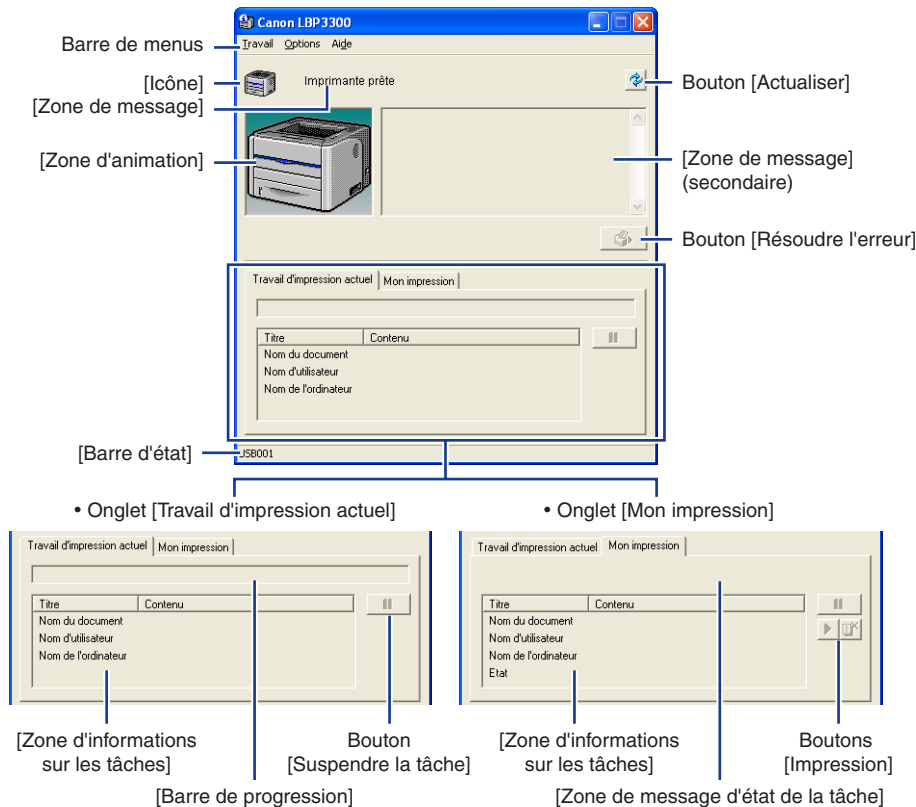 Canon LBP3300
Travail Options Aide
Barre de menus
[Icône]
Imprimante prête
Bouton [Actualiser]
[Zone de message]
[Zone d'animation]
[Zone de message]
(secondaire)
Bouton [Résoudre l'erreur]
Travail d'impression actuel Mon impression
Titre Contenu
Nom du document
Nom d'utilisateur
Nom de l'ordinateur
[Barre d'état]
USB001
• Onglet [Travail d'impression actuel]
• Onglet [Mon impression]
Travail d'impression actuel Mon impression
Titre Contenu
Nom du document
Nom d'utilisateur
Nom de l'ordinateur
[Zone d'informations
sur les tâches]
Bouton
[Suspendre la tâche]
[Barre de progression]
Travail d'impression actuel Mon impression
Titre Contenu
Nom du document
Nom d'utilisateur
Nom de l'ordinateur
Etat
[Zone d'informations
sur les tâches]
Boutons
[Impression]
[Zone de message d'état de la tâche]